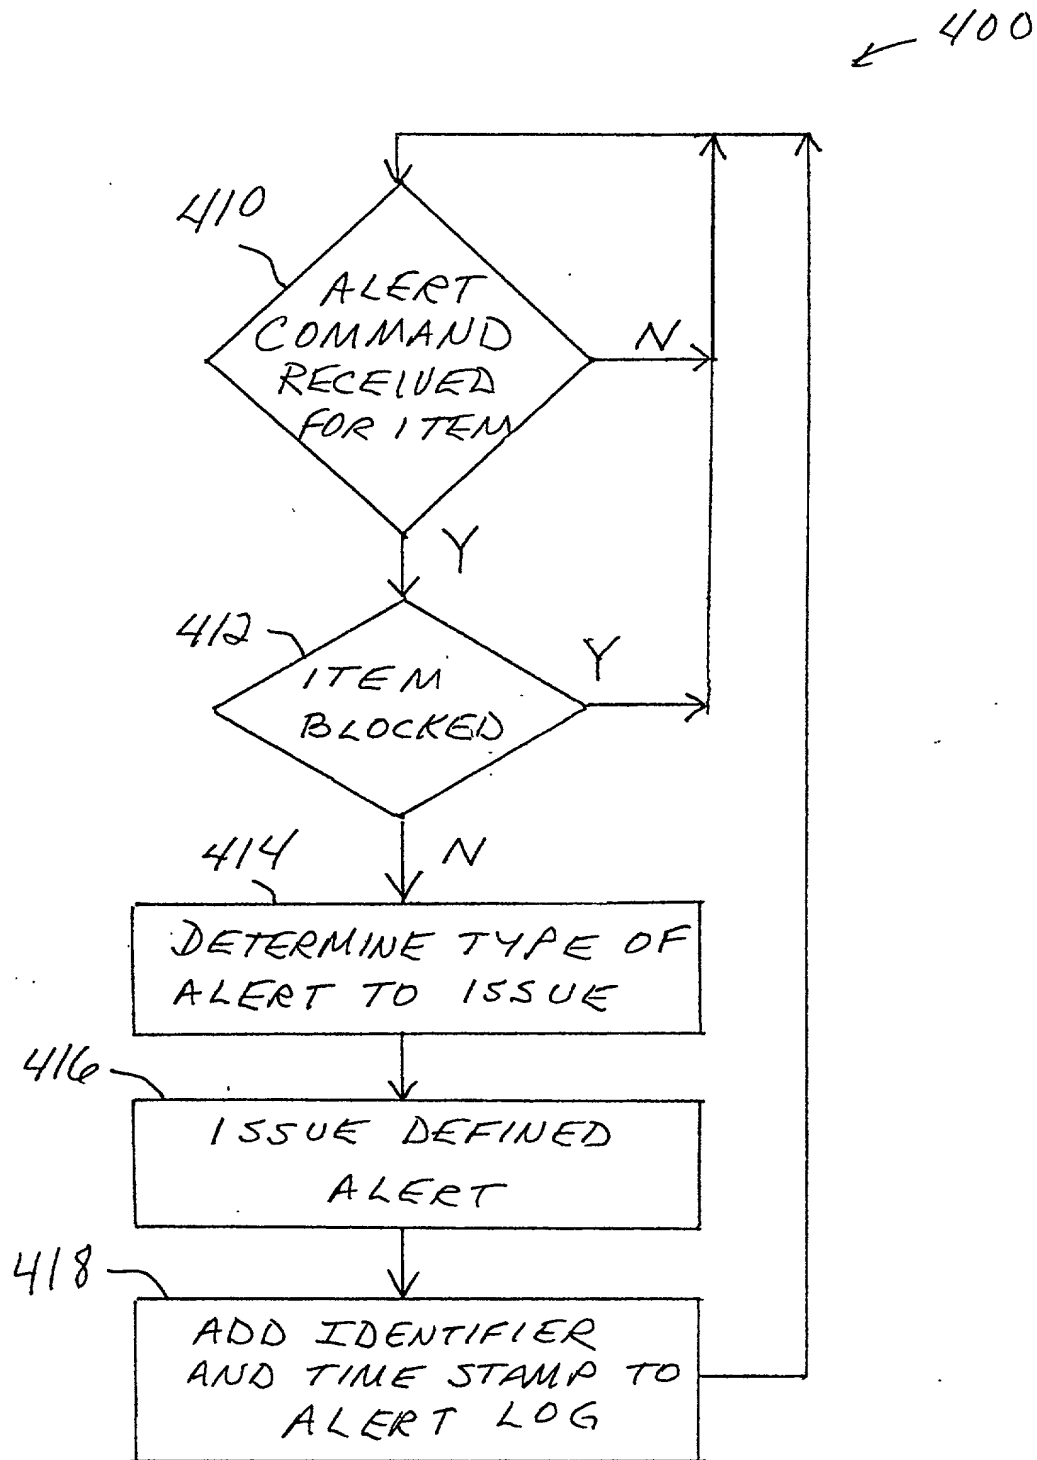 400
410
ALERT
COMMAND
RECEIVED
FOR ITEM
N
Y
412
ITEM
BLOCKED
Y
N
414
DETERMINE TYPE OF
ALERT TO ISSUE
416
ISSUE DEFINED
ALERT
418
ADD IDENTIFIER
AND TIME STAMP TO
ALERT LOG